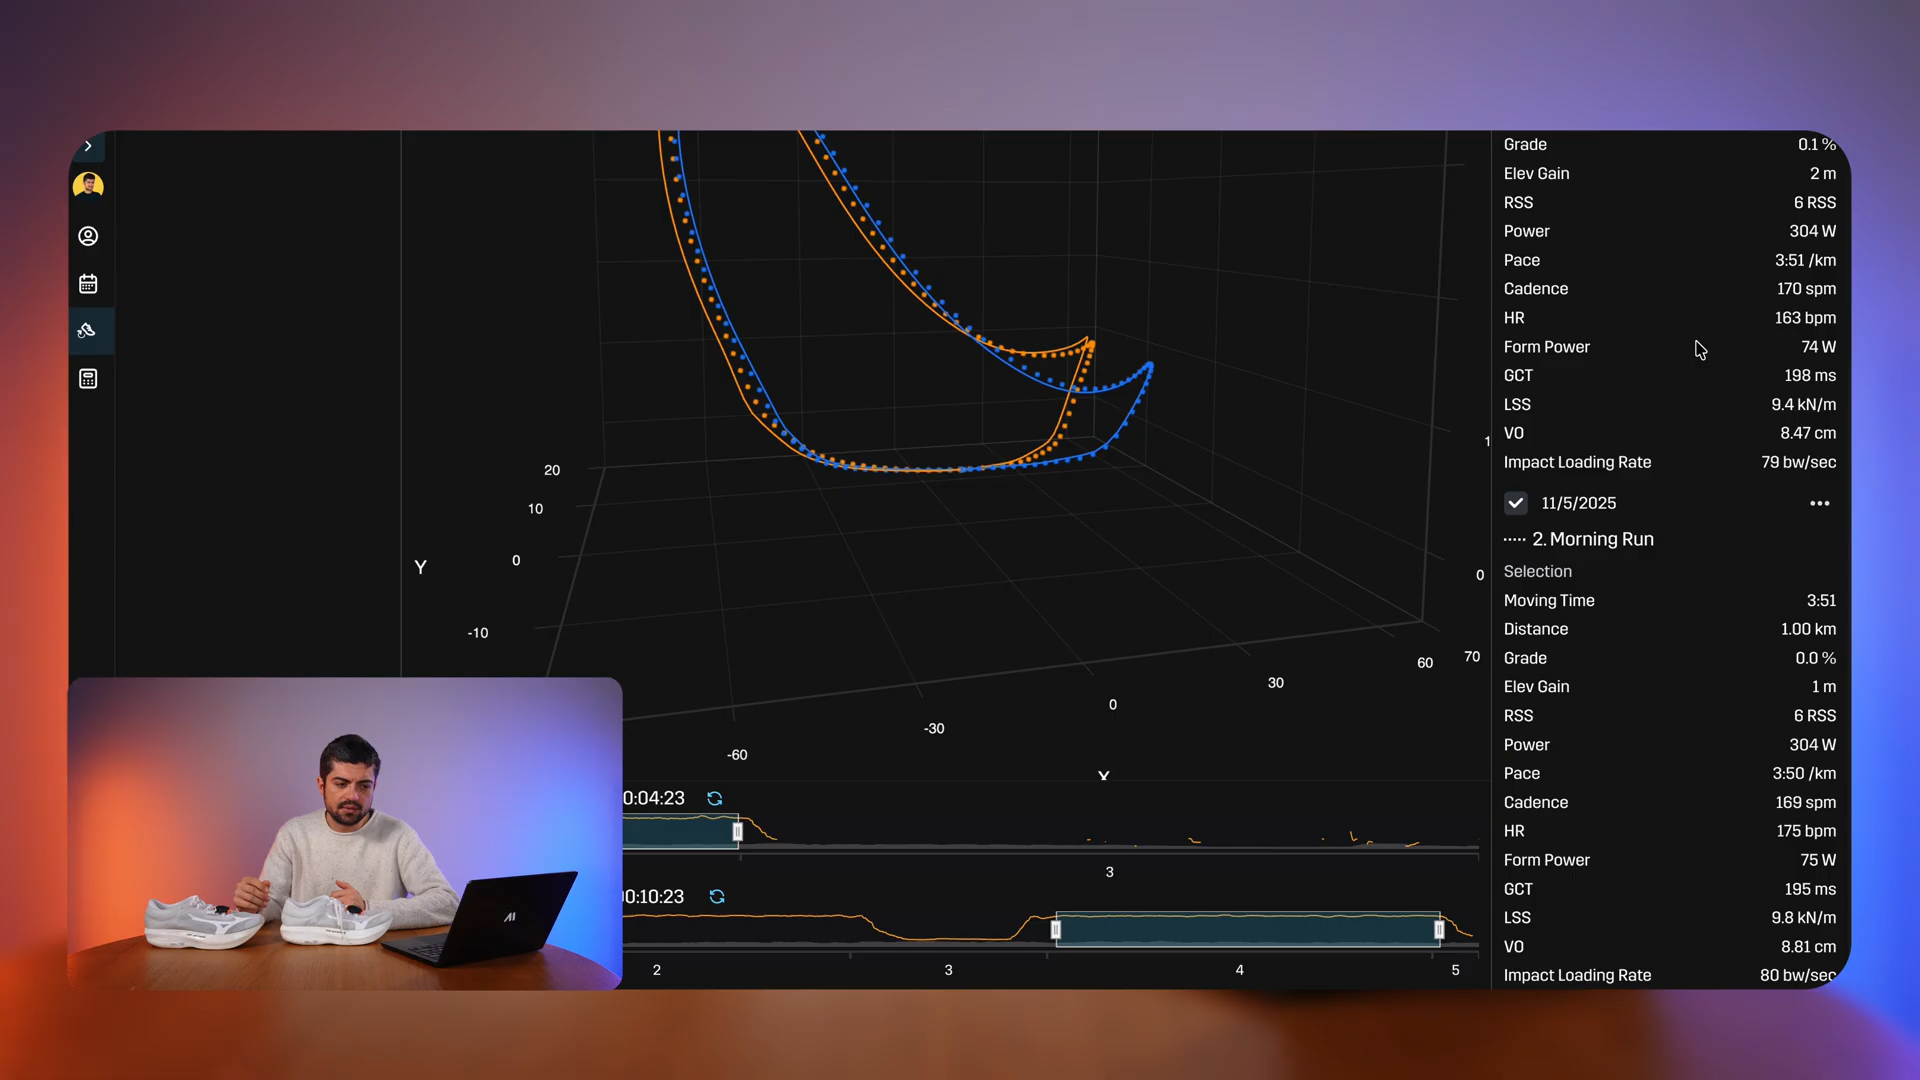 Grade 0.1 %
Elev Gain 2 m
RSS 6 RSS
Power 304 W
Pace 3:51 /km
Cadence 170 spm
HR 163 bpm
Form Power 74 W
GCT 198 ms
LSS 9.4 kN/m
VO 8.47 cm
Impact Loading Rate 79 bw/sec
11/5/2025
2. Morning Run
Selection
Moving Time 3:51
Distance 1.00 km
Grade 0.0 %
Elev Gain 1 m
RSS 6 RSS
Power 304 W
Pace 3:50 /km
Cadence 169 spm
HR 175 bpm
Form Power 75 W
GCT 195 ms
LSS 9.8 kN/m
VO 8.81 cm
Impact Loading Rate 80 bw/sec
20
10
0
-10
Y
-60
-30
0
30
60
70
0
1
X
0:04:23
3
0:10:23
2 3 4 5